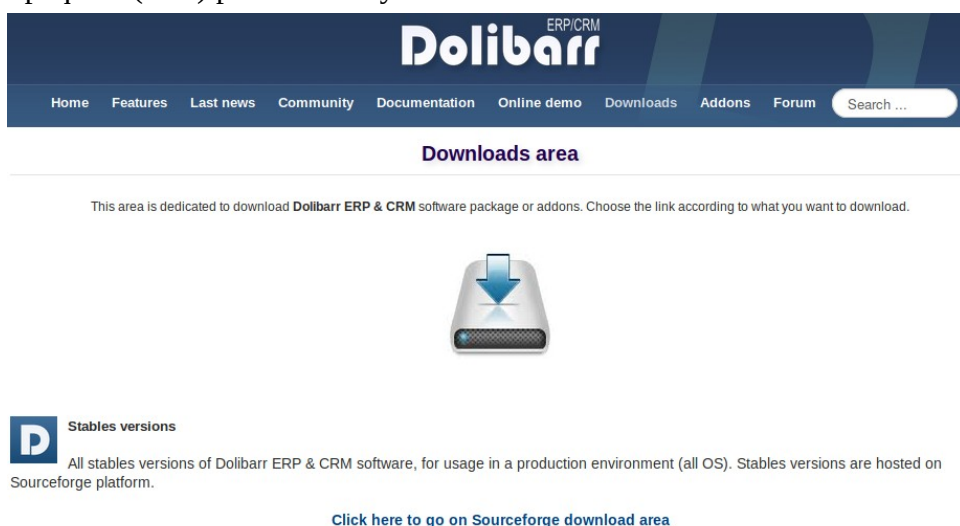 ERP/CRM
Dolibarr
Home Features Last news Community Documentation Online demo Downloads Addons Forum Search ...
Downloads area
This area is dedicated to download Dolibarr ERP & CRM software package or addons. Choose the link according to what you want to download.
D
Stables versions
All stables versions of Dolibarr ERP & CRM software, for usage in a production environment (all OS). Stables versions are hosted on
Sourceforge platform.
Click here to go on Sourceforge download area